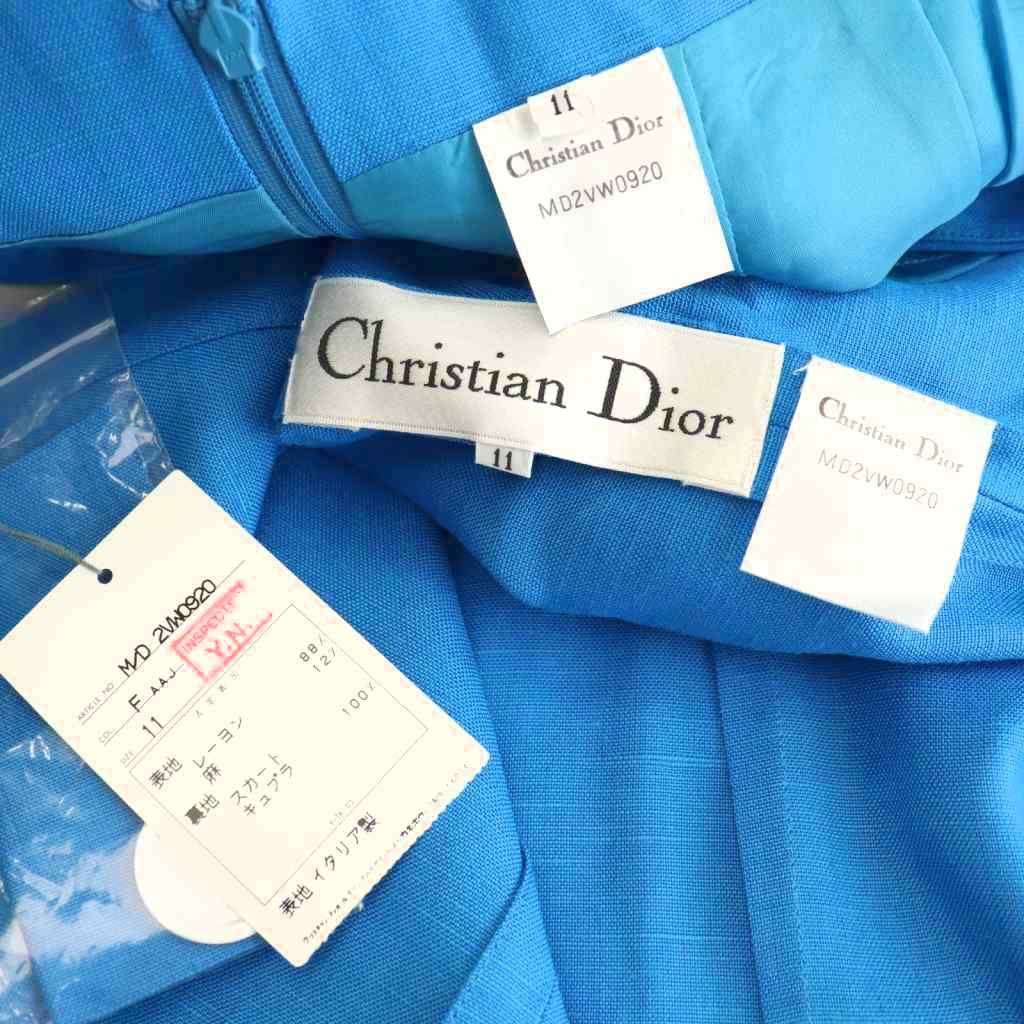 11
Christian Dior
MD2VW0920
Christian Dior
11
Christian Dior
MD2VW0920
ARTICLE NO M/D 2VW0920
COL F AAJ
INSPECTED
Y.N.
SIZE 11
表地 レーヨン 88%
麻 12%
裏地 スカート
キュプラ 100%
表地イタリア製